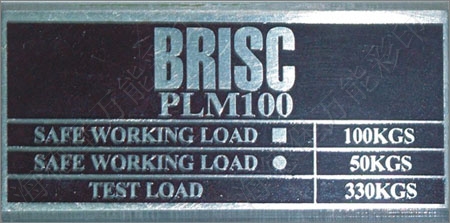 BRISC
PLM100
SAFE WORKING LOAD ■ 100KGS
SAFE WORKING LOAD ● 50KGS
TEST LOAD 330KGS